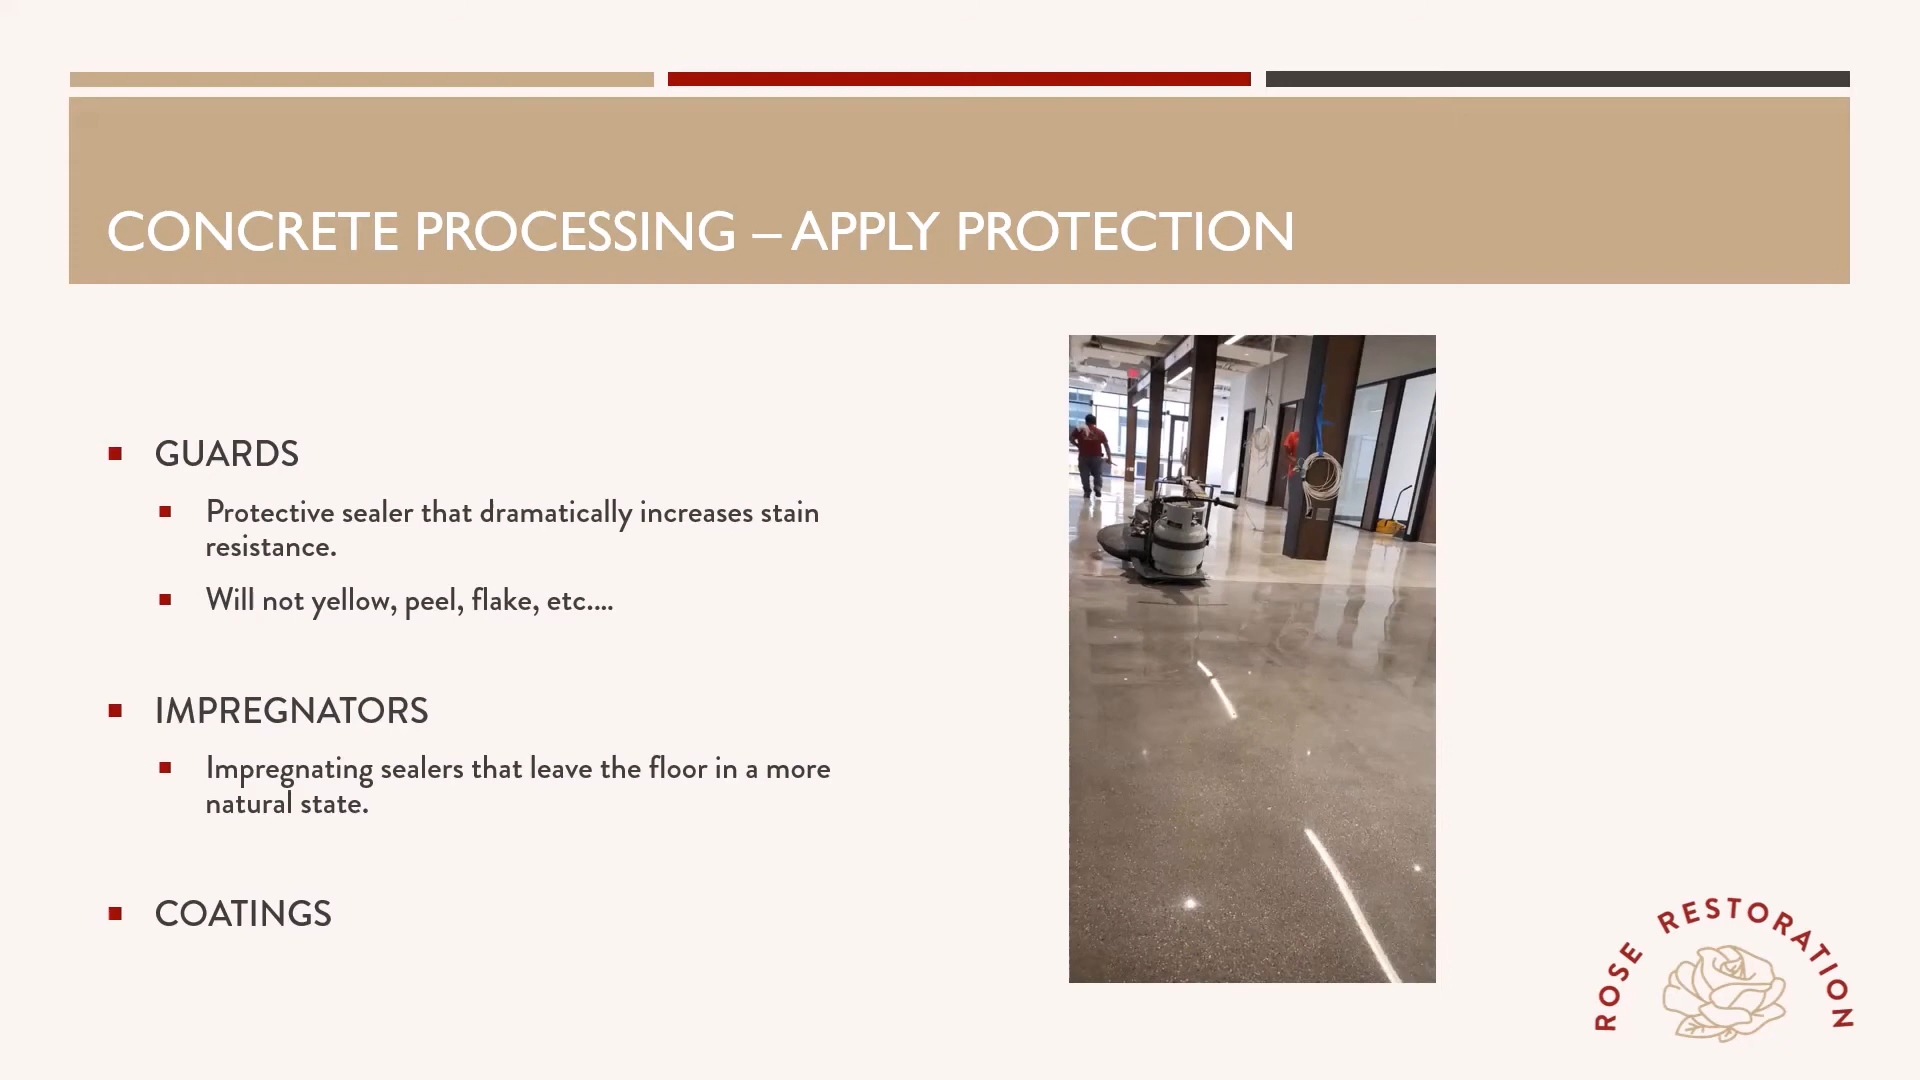 CONCRETE PROCESSING – APPLY PROTECTION
GUARDS
Protective sealer that dramatically increases stain
resistance.
Will not yellow, peel, flake, etc....
IMPREGNATORS
Impregnating sealers that leave the floor in a more
natural state.
COATINGS
ROSE RESTORATION